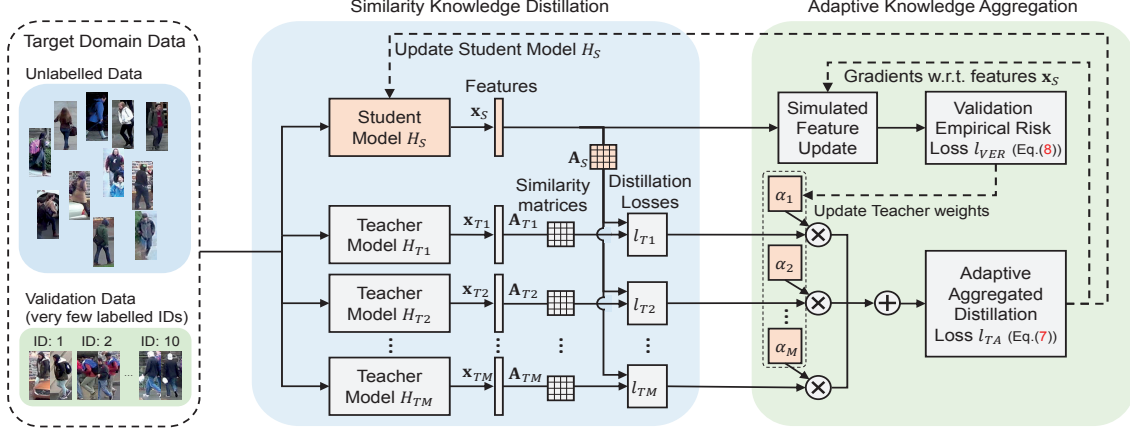 Similarity Knowledge Distillation
Adaptive Knowledge Aggregation
Target Domain Data
Unlabelled Data
Validation Data
(very few labelled IDs)
ID: 1
ID: 2
ID: 10
...
Update Student Model H_S
Features
Student
Model H_S
x_S
A_S
Similarity
matrices
Distillation
Losses
Teacher
Model H_T1
x_T1
A_T1
l_T1
Teacher
Model H_T2
x_T2
A_T2
l_T2
...
...
...
...
Teacher
Model H_TM
x_TM
A_TM
l_TM
Gradients w.r.t. features x_S
Simulated
Feature
Update
Validation
Empirical Risk
Loss l_VER (Eq.(8))
α_1
Update Teacher weights
α_2
...
α_M
Adaptive
Aggregated
Distillation
Loss l_TA (Eq.(7))